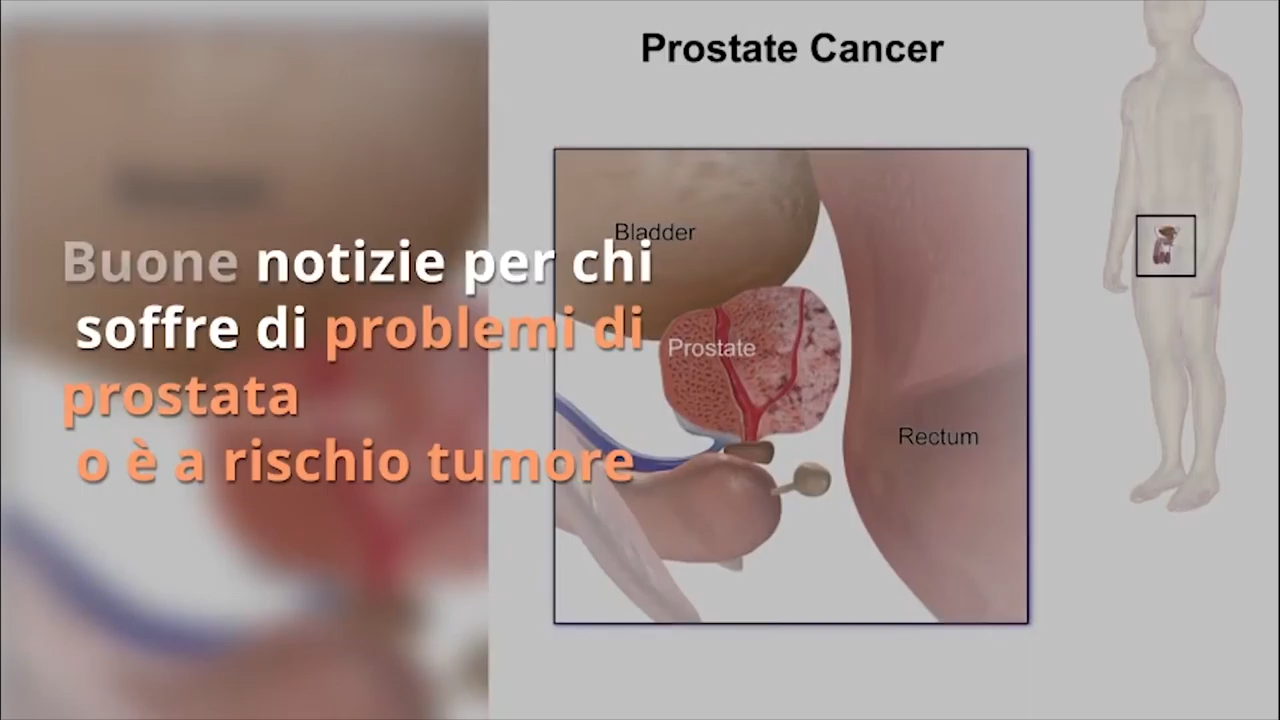 Prostate Cancer
Bladder
Buone notizie per chi
soffre di problemi di
prostata
o è a rischio tumore
Prostate
Rectum